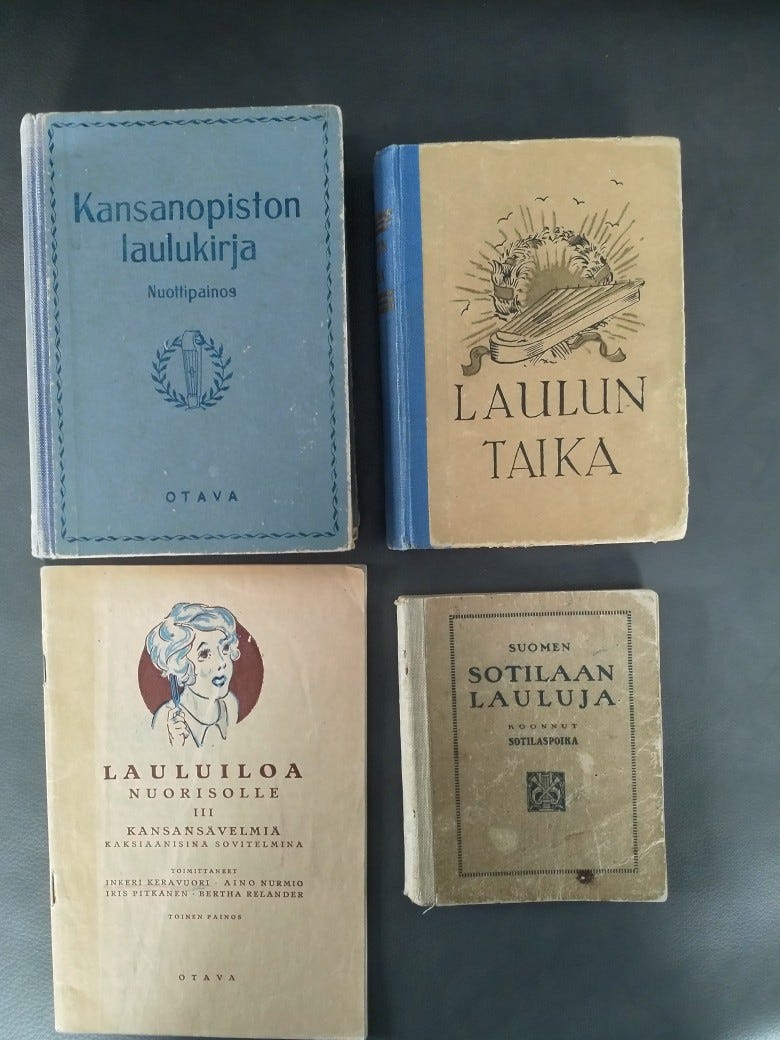 Kansanopiston
laulukirja
Nuottipainos
OTAVA
LAULUN
TAIKA
LAULUILOA
NUORISOLLE
III
KANSANSÄVELMIÄ
KAKSIÄÄNISINÄ SOVITELMINA
TOIMITTANEET
INKERI KERAVUORI · AINO NURMIO
IRIS PITKÄNEN · BERTHA RELANDER
TOINEN PAINOS
OTAVA
SUOMEN
SOTILAAN
LAULUJA
KOONNUT
SOTILASPOIKA